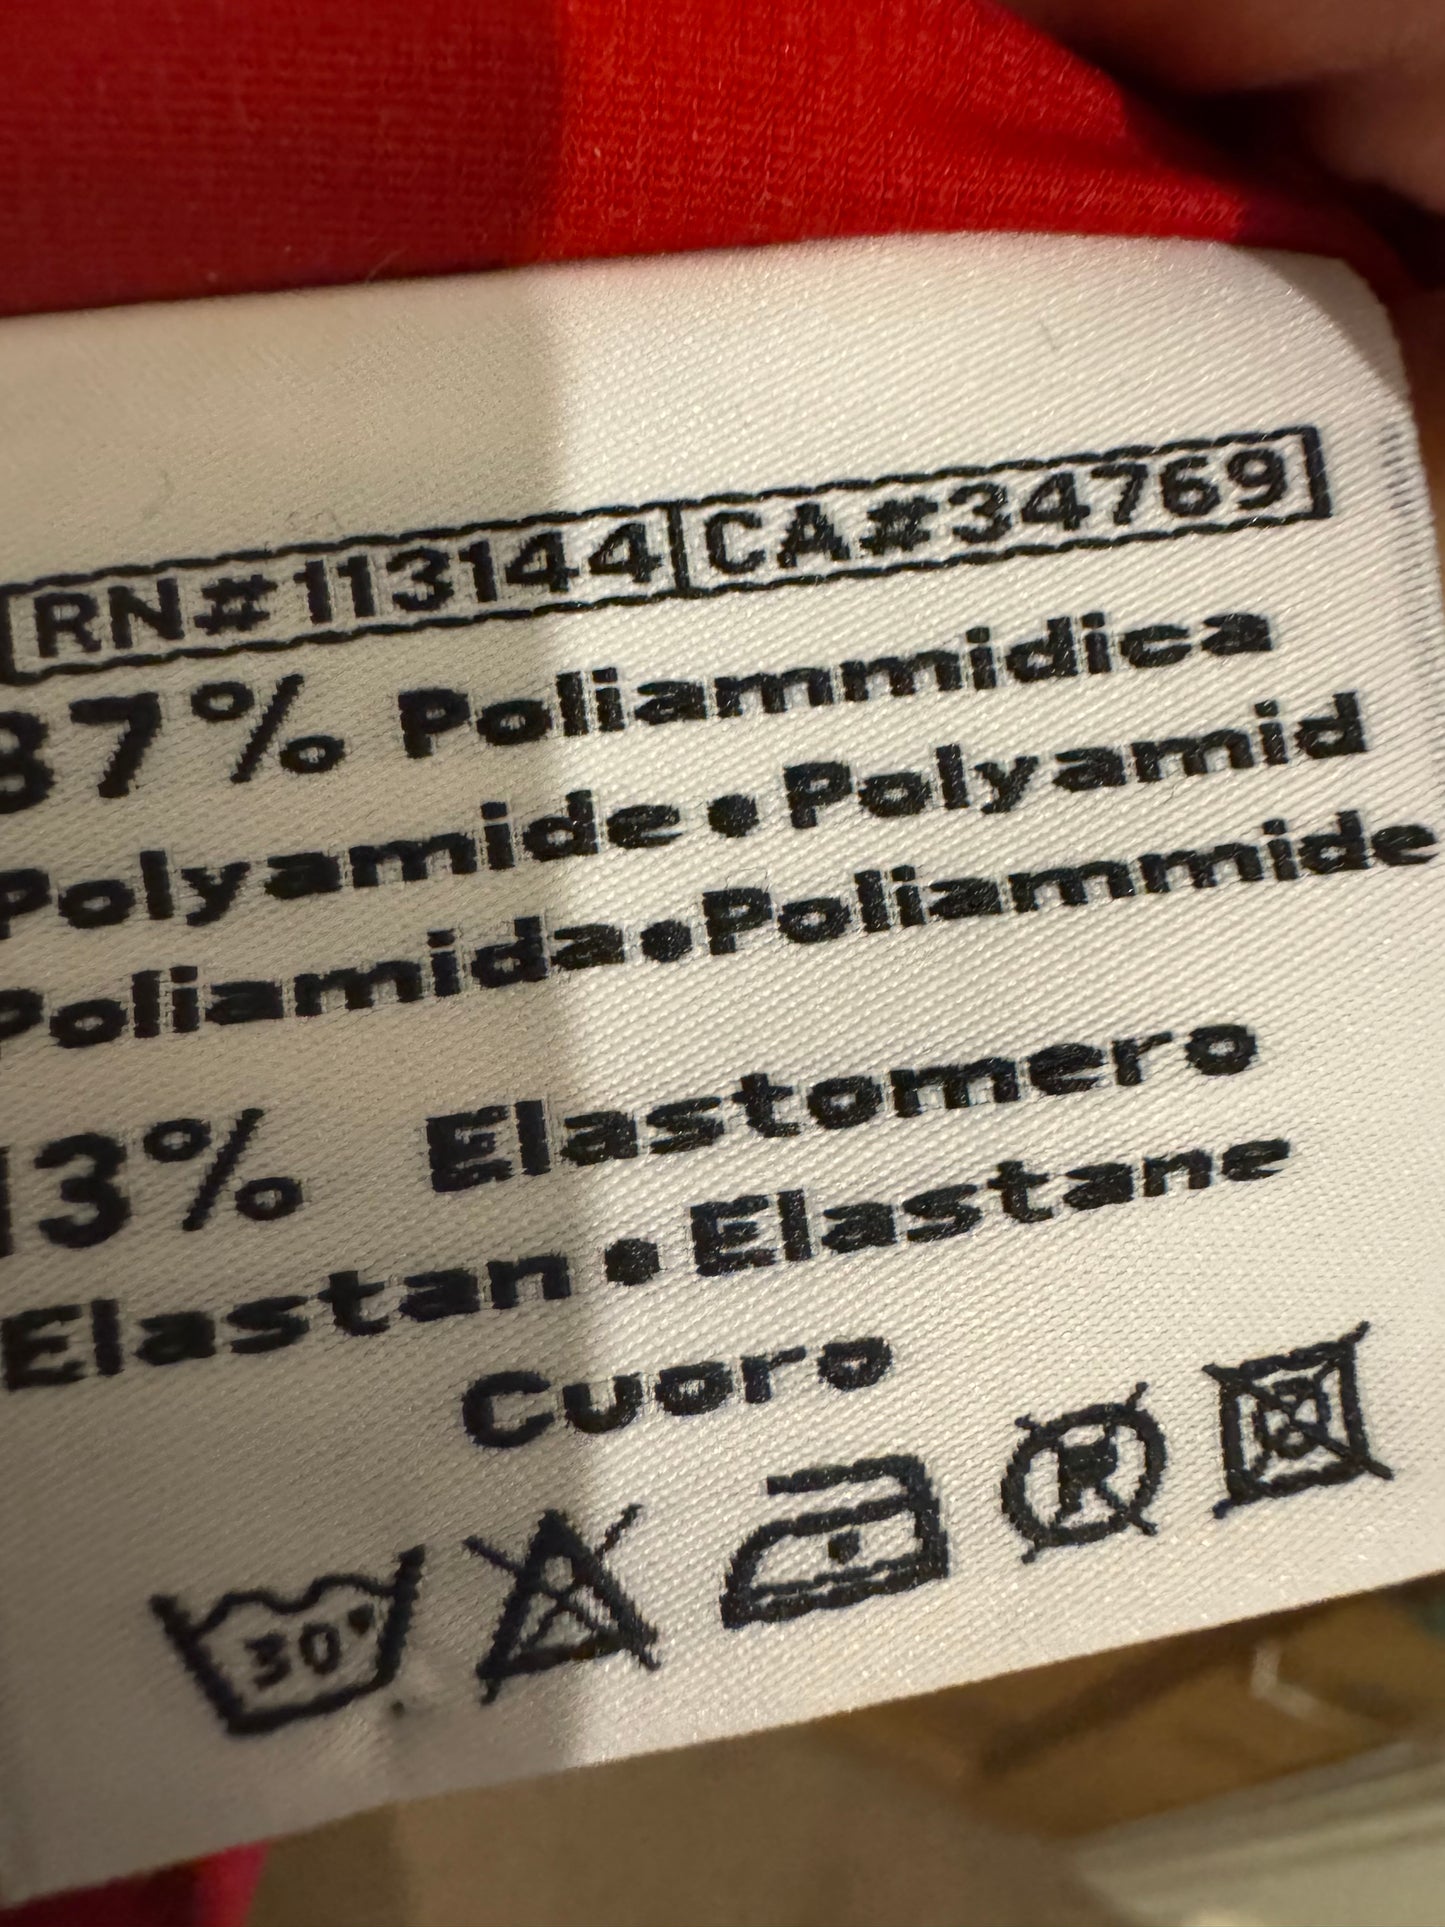 RN#113144 CA#34769
87% Poliammidica
Polyamide • Polyamid
Poliamida • Poliammide
13% Elastomero
Elastan • Elastane
Cuoro
30°
R